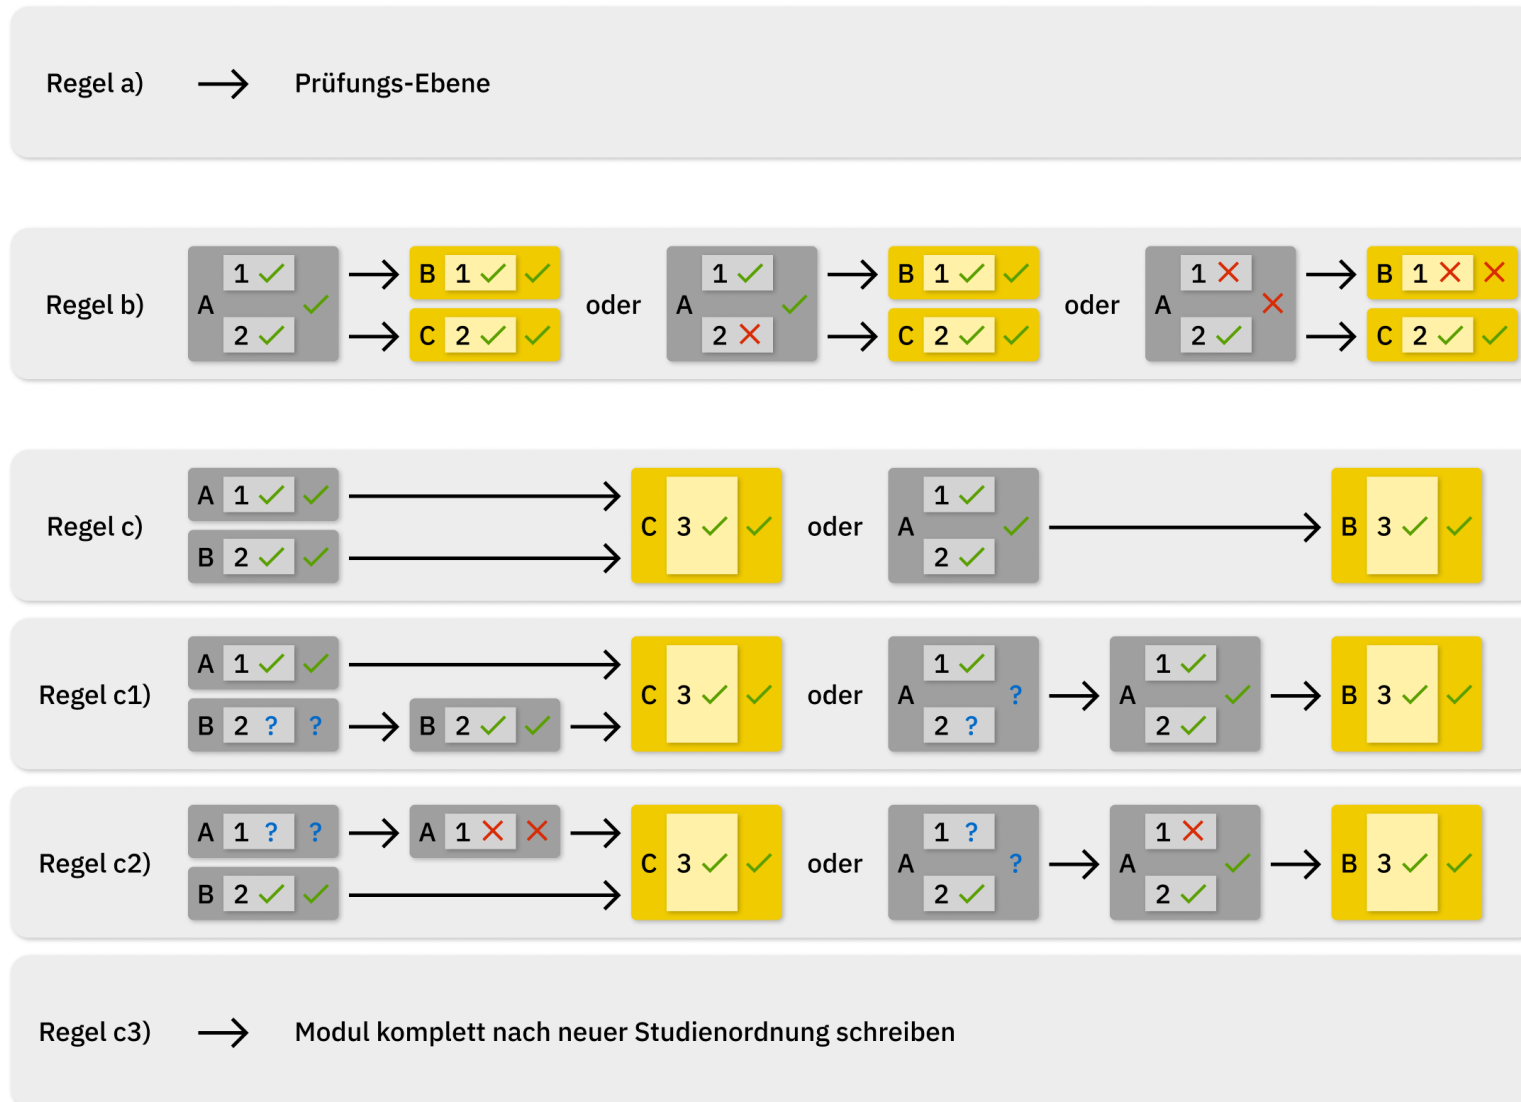 Regel a) → Prüfungs-Ebene
1 ✓ → B 1 ✓ ✓ 1 ✓ → B 1 ✓ ✓ 1 ✗ → B 1 ✗ ✗
Regel b) A ✓ oder A ✓ oder A ✗
2 ✓ → C 2 ✓ ✓ 2 ✗ → C 2 ✓ ✓ 2 ✓ → C 2 ✓ ✓
A 1 ✓ ✓ → 1 ✓
Regel c) C 3 ✓ ✓ oder A ✓ → B 3 ✓ ✓
B 2 ✓ ✓ → 2 ✓
A 1 ✓ ✓ → 1 ✓ 1 ✓
Regel c1) C 3 ✓ ✓ oder A ? → A ✓ → B 3 ✓ ✓
B 2 ? ? → B 2 ✓ ✓ → 2 ? 2 ✓
A 1 ? ? → A 1 ✗ ✗ → 1 ? 1 ✗
Regel c2) C 3 ✓ ✓ oder A ? → A ✓ → B 3 ✓ ✓
B 2 ✓ ✓ → 2 ✓ 2 ✓
Regel c3) → Modul komplett nach neuer Studienordnung schreiben